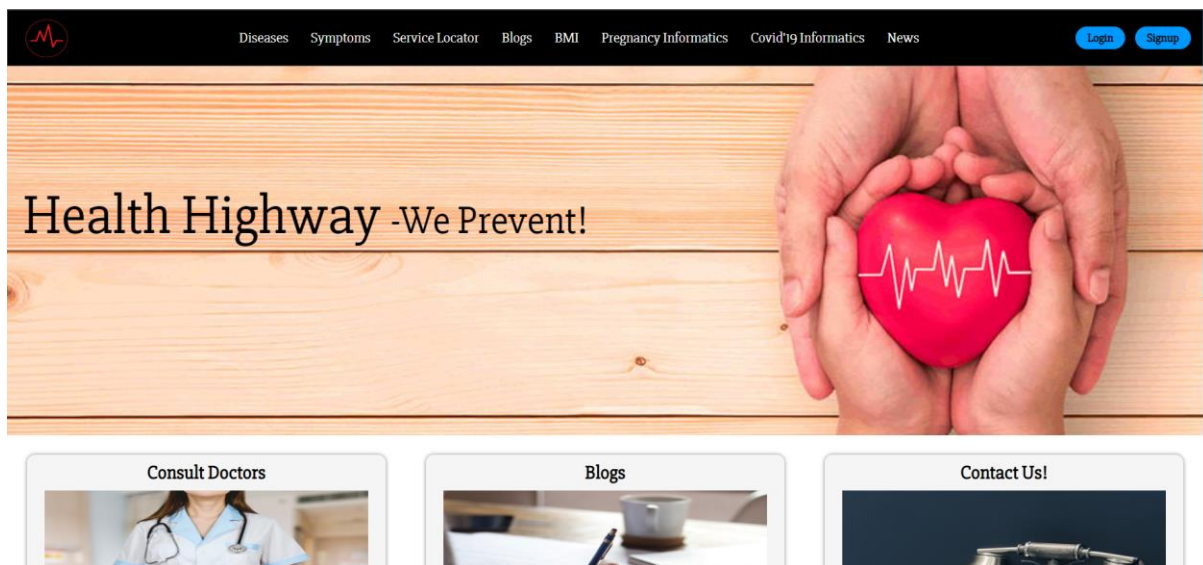 Diseases Symptoms Service Locator Blogs BMI Pregnancy Informatics Covid'19 Informatics News Login Signup
Health Highway -We Prevent!
Consult Doctors Blogs Contact Us!